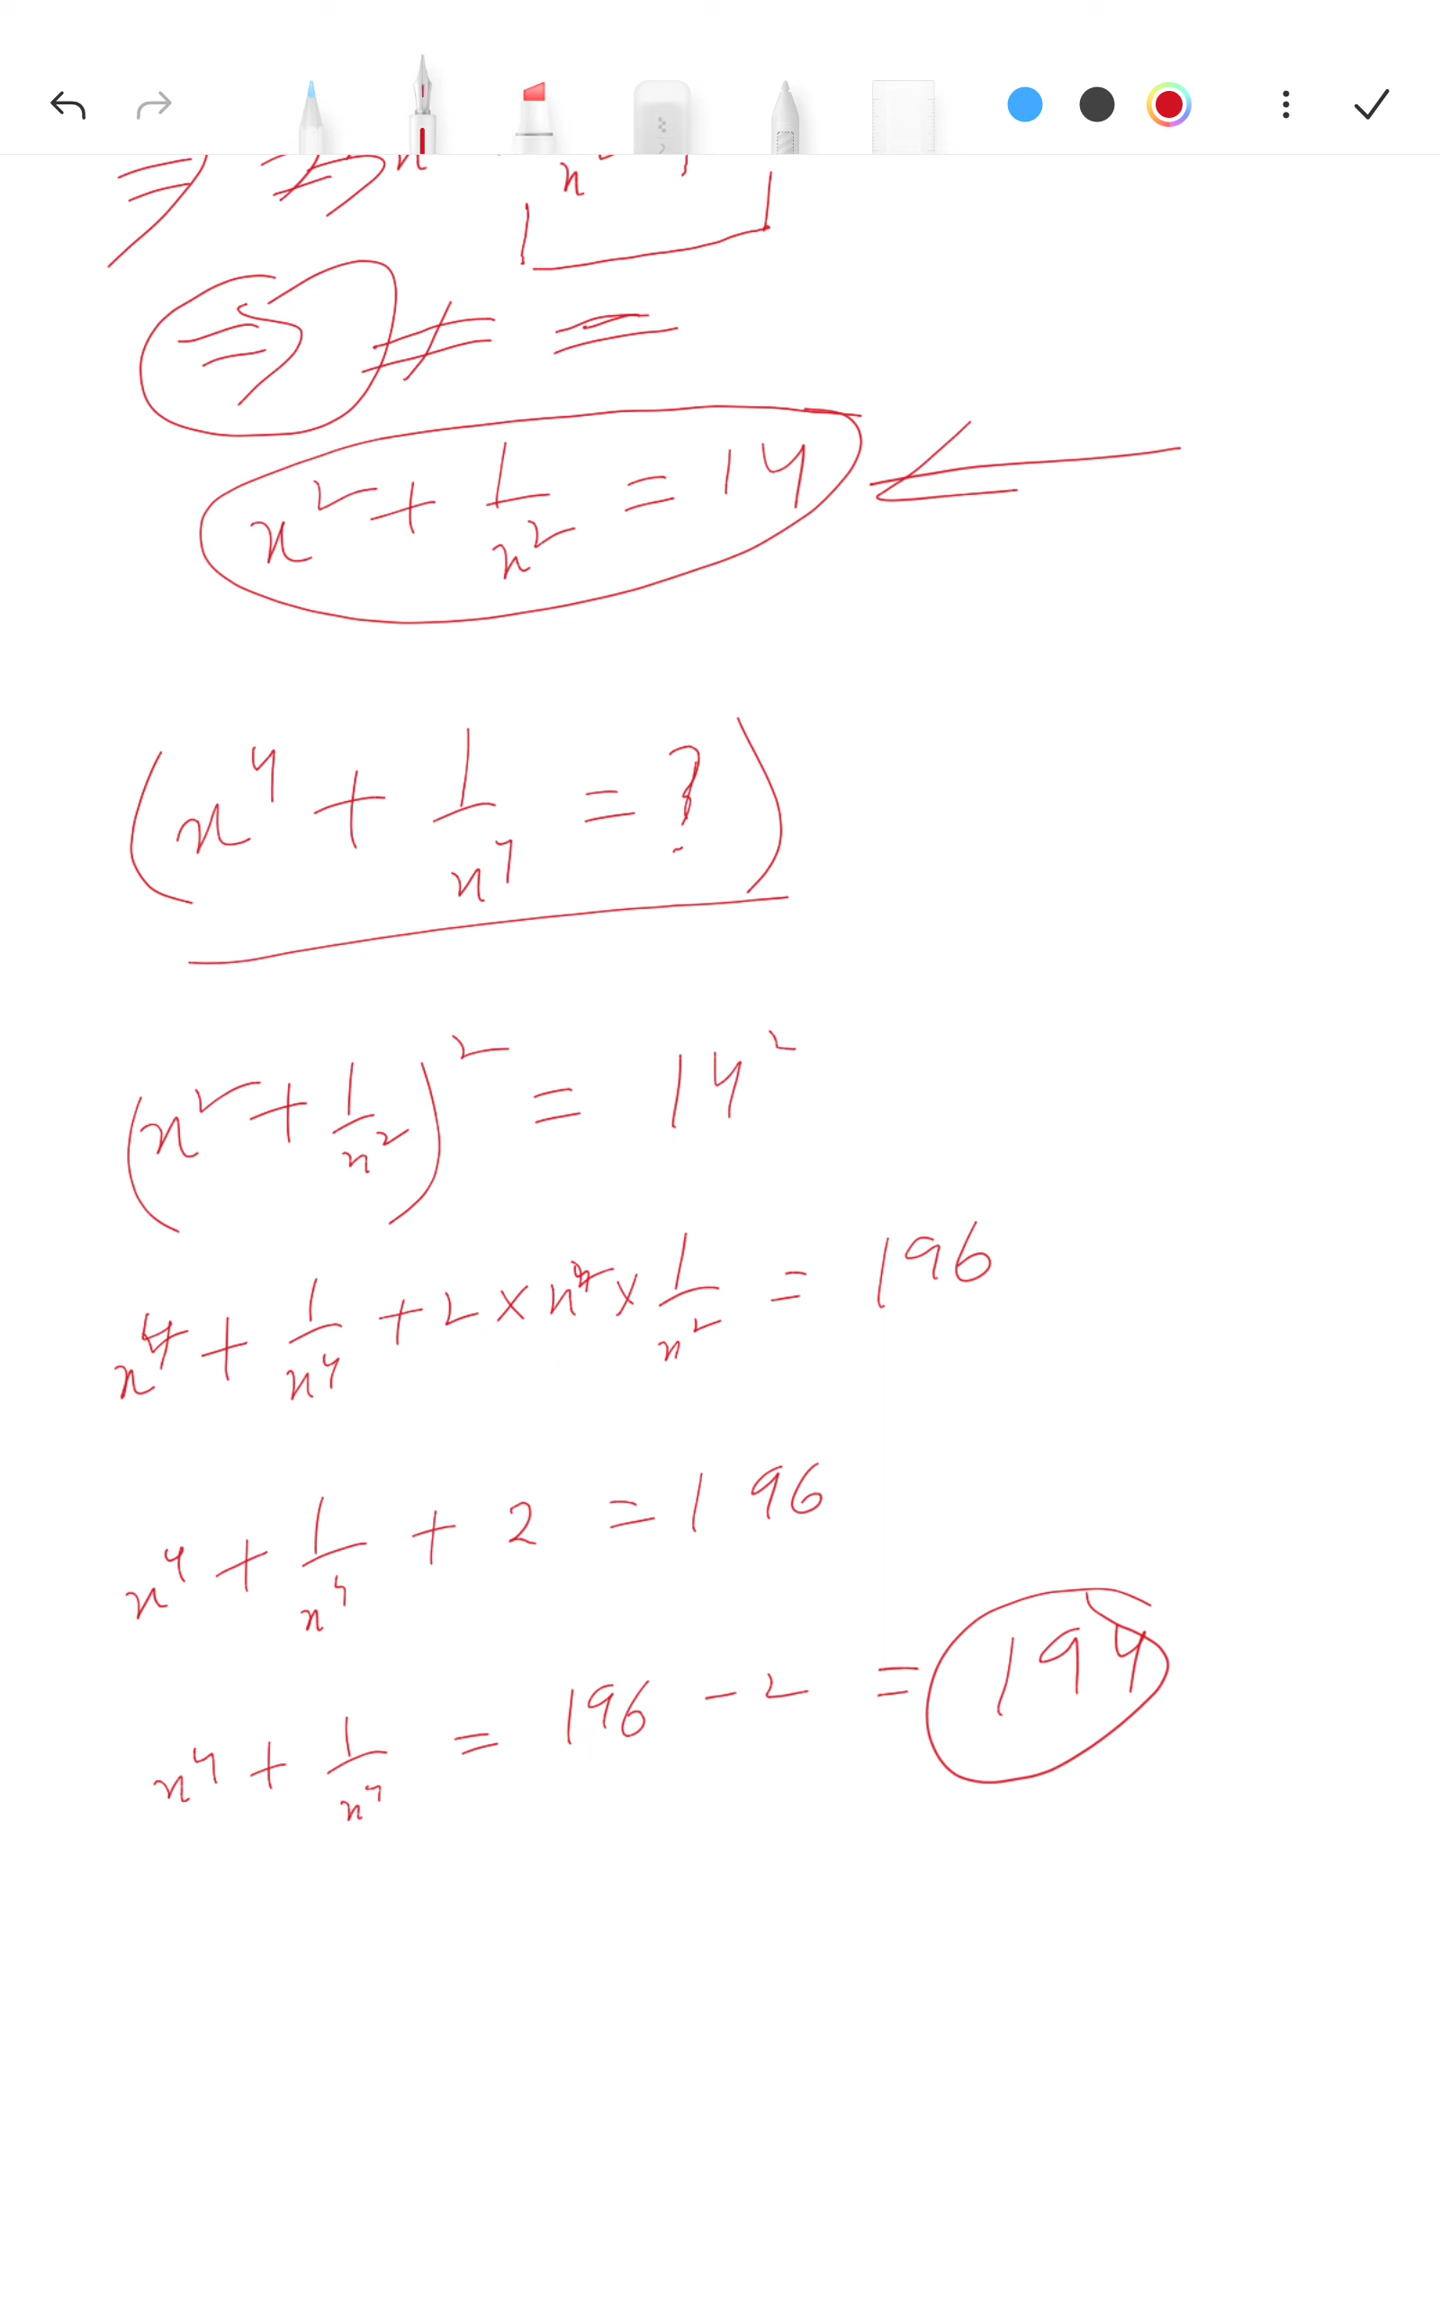 ⇒ ≠
x² + 1/x² = 14
(x⁴ + 1/x⁴ = ?)
(x² + 1/x²)² = 14²
x⁴ + 1/x⁴ + 2 × x² × 1/x² = 196
x⁴ + 1/x⁴ + 2 = 196
x⁴ + 1/x⁴ = 196 - 2 = 194